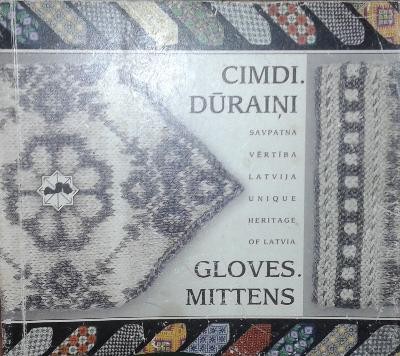 CIMDI.
DŪRAIŅI
SAVPATNA
VĒRTĪBA
LATVIJA
UNIQUE
HERITAGE
OF LATVIA
GLOVES.
MITTENS